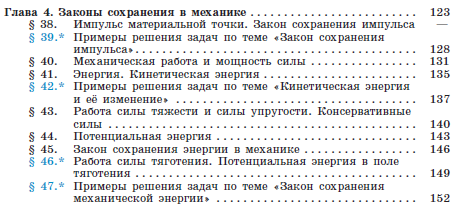 Глава 4. Законы сохранения в механике ........................ 123
§ 38. Импульс материальной точки. Закон сохранения импульса —
§ 39.* Примеры решения задач по теме «Закон сохранения
импульса» ........................ 128
§ 40. Механическая работа и мощность силы ........................ 131
§ 41. Энергия. Кинетическая энергия ........................ 135
§ 42.* Примеры решения задач по теме «Кинетическая энергия
и её изменение» ........................ 137
§ 43. Работа силы тяжести и силы упругости. Консервативные
силы ........................ 140
§ 44. Потенциальная энергия ........................ 143
§ 45. Закон сохранения энергии в механике ........................ 146
§ 46.* Работа силы тяготения. Потенциальная энергия в поле
тяготения ........................ 149
§ 47.* Примеры решения задач по теме «Закон сохранения
механической энергии» ........................ 152